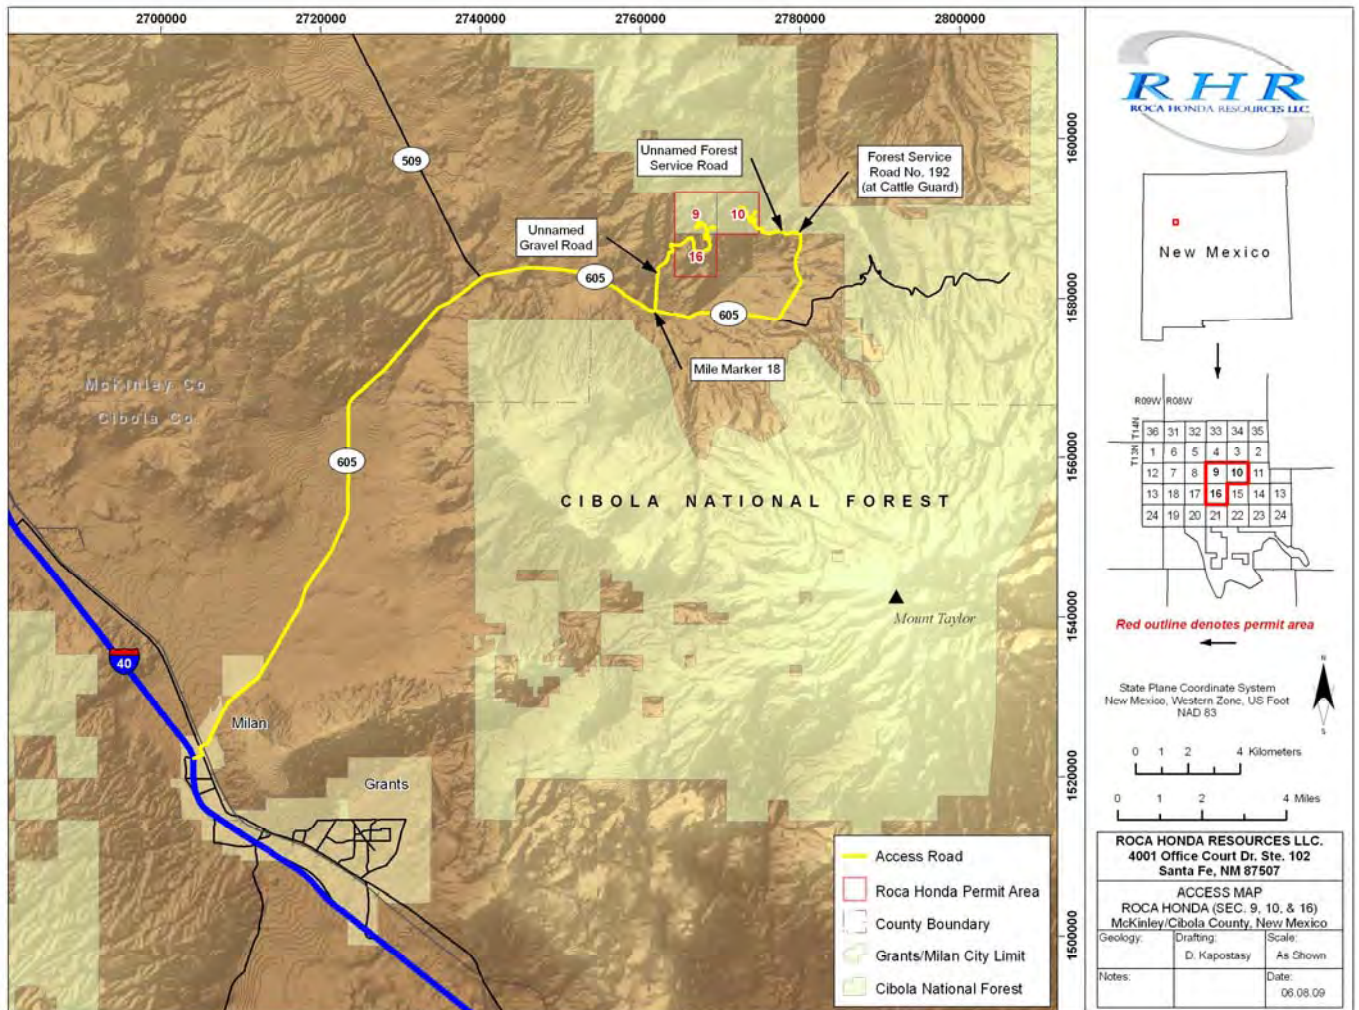 2700000 2720000 2740000 2760000 2780000 2800000
1600000
1580000
1560000
1540000
1520000
1500000
509
Unnamed Forest
Service Road
Forest Service
Road No. 192
(at Cattle Guard)
Unnamed
Gravel Road
9
10
16
605
605
Mile Marker 18
McKinley Co
Cibola Co
605
CIBOLA NATIONAL FOREST
Mount Taylor
40
Milan
Grants
Access Road
Roca Honda Permit Area
County Boundary
Grants/Milan City Limit
Cibola National Forest
RHR
ROCA HONDA RESOURCES LLC
New Mexico
R09W R08W
T14N
T13N
36 31 32 33 34 35
1 6 5 4 3 2
12 7 8 9 10 11
13 18 17 16 15 14 13
24 19 20 21 22 23 24
Red outline denotes permit area
N
S
State Plane Coordinate System
New Mexico, Western Zone, US Foot
NAD 83
0 1 2 4 Kilometers
0 1 2 4 Miles
ROCA HONDA RESOURCES LLC.
4001 Office Court Dr. Ste. 102
Santa Fe, NM 87507
ACCESS MAP
ROCA HONDA (SEC. 9, 10, & 16)
McKinley/Cibola County, New Mexico
Geology: Drafting: Scale:
D. Kapostasy As Shown
Notes: Date:
06.08.09